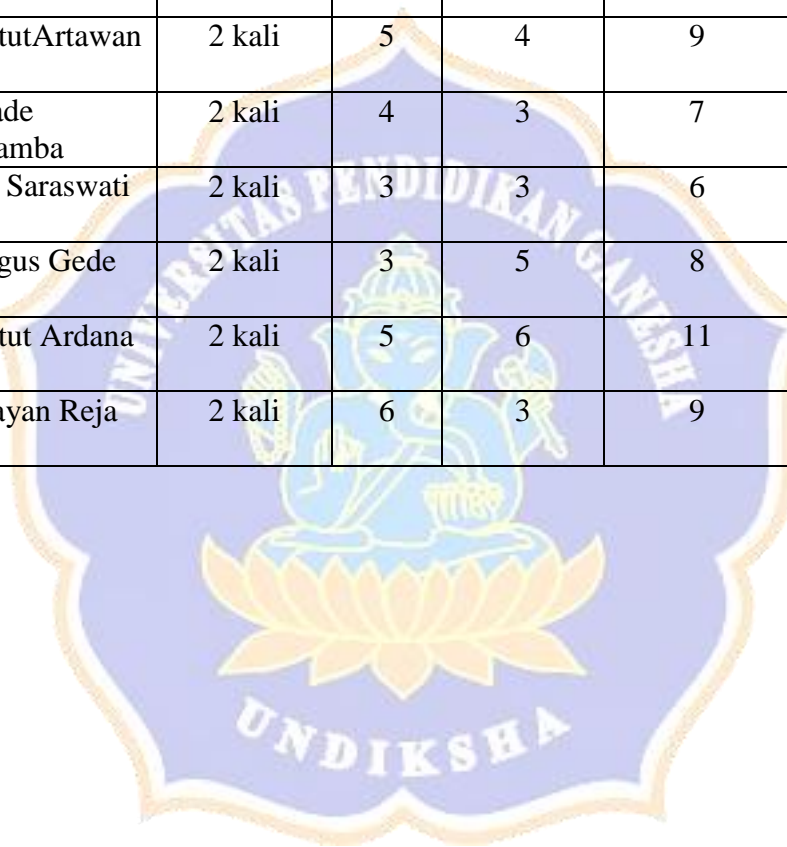 tutArtawan 2 kali 5 4 9
ade 2 kali 4 3 7
amba
Saraswati 2 kali 3 3 6
gus Gede 2 kali 3 5 8
tut Ardana 2 kali 5 6 11
ayan Reja 2 kali 6 3 9
UNIVERSITAS PENDIDIKAN GANESHA
UNDIKSHA